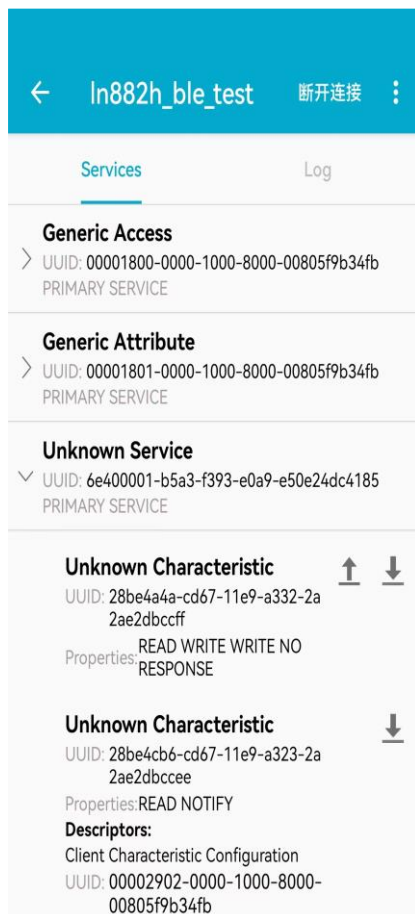 ln882h_ble_test 断开连接
Services Log
Generic Access
UUID: 00001800-0000-1000-8000-00805f9b34fb
PRIMARY SERVICE
Generic Attribute
UUID: 00001801-0000-1000-8000-00805f9b34fb
PRIMARY SERVICE
Unknown Service
UUID: 6e400001-b5a3-f393-e0a9-e50e24dc4185
PRIMARY SERVICE
Unknown Characteristic
UUID: 28be4a4a-cd67-11e9-a332-2a
2ae2dbccff
Properties:READ WRITE WRITE NO
RESPONSE
Unknown Characteristic
UUID: 28be4cb6-cd67-11e9-a323-2a
2ae2dbccee
Properties:READ NOTIFY
Descriptors:
Client Characteristic Configuration
UUID: 00002902-0000-1000-8000-
00805f9b34fb